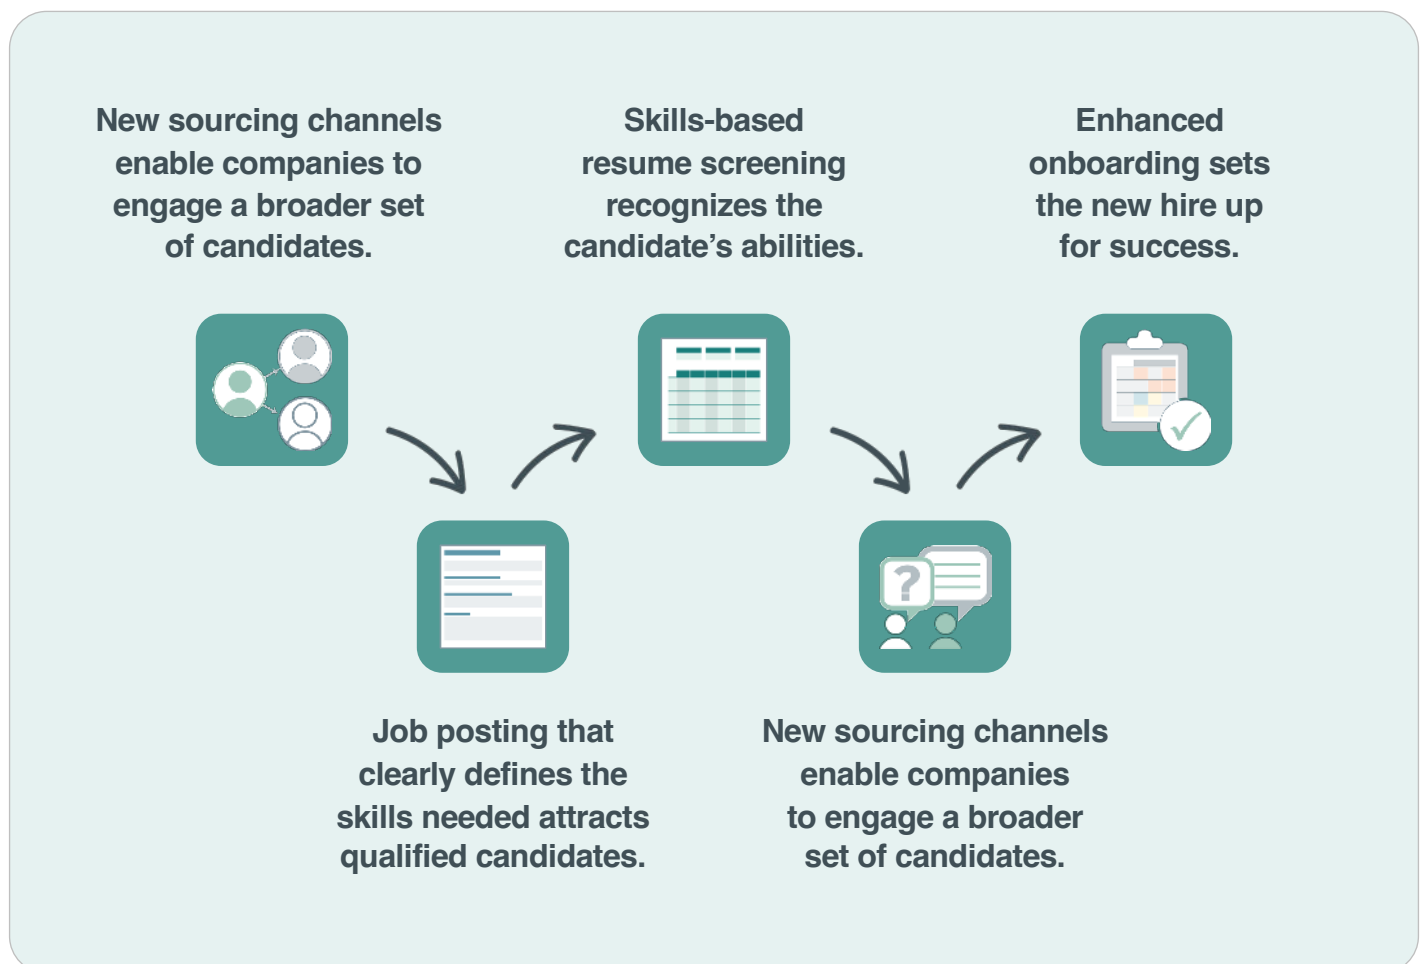 New sourcing channels
enable companies to
engage a broader set
of candidates.
Skills-based
resume screening
recognizes the
candidate’s abilities.
Enhanced
onboarding sets
the new hire up
for success.
?
Job posting that
clearly defines the
skills needed attracts
qualified candidates.
New sourcing channels
enable companies
to engage a broader
set of candidates.